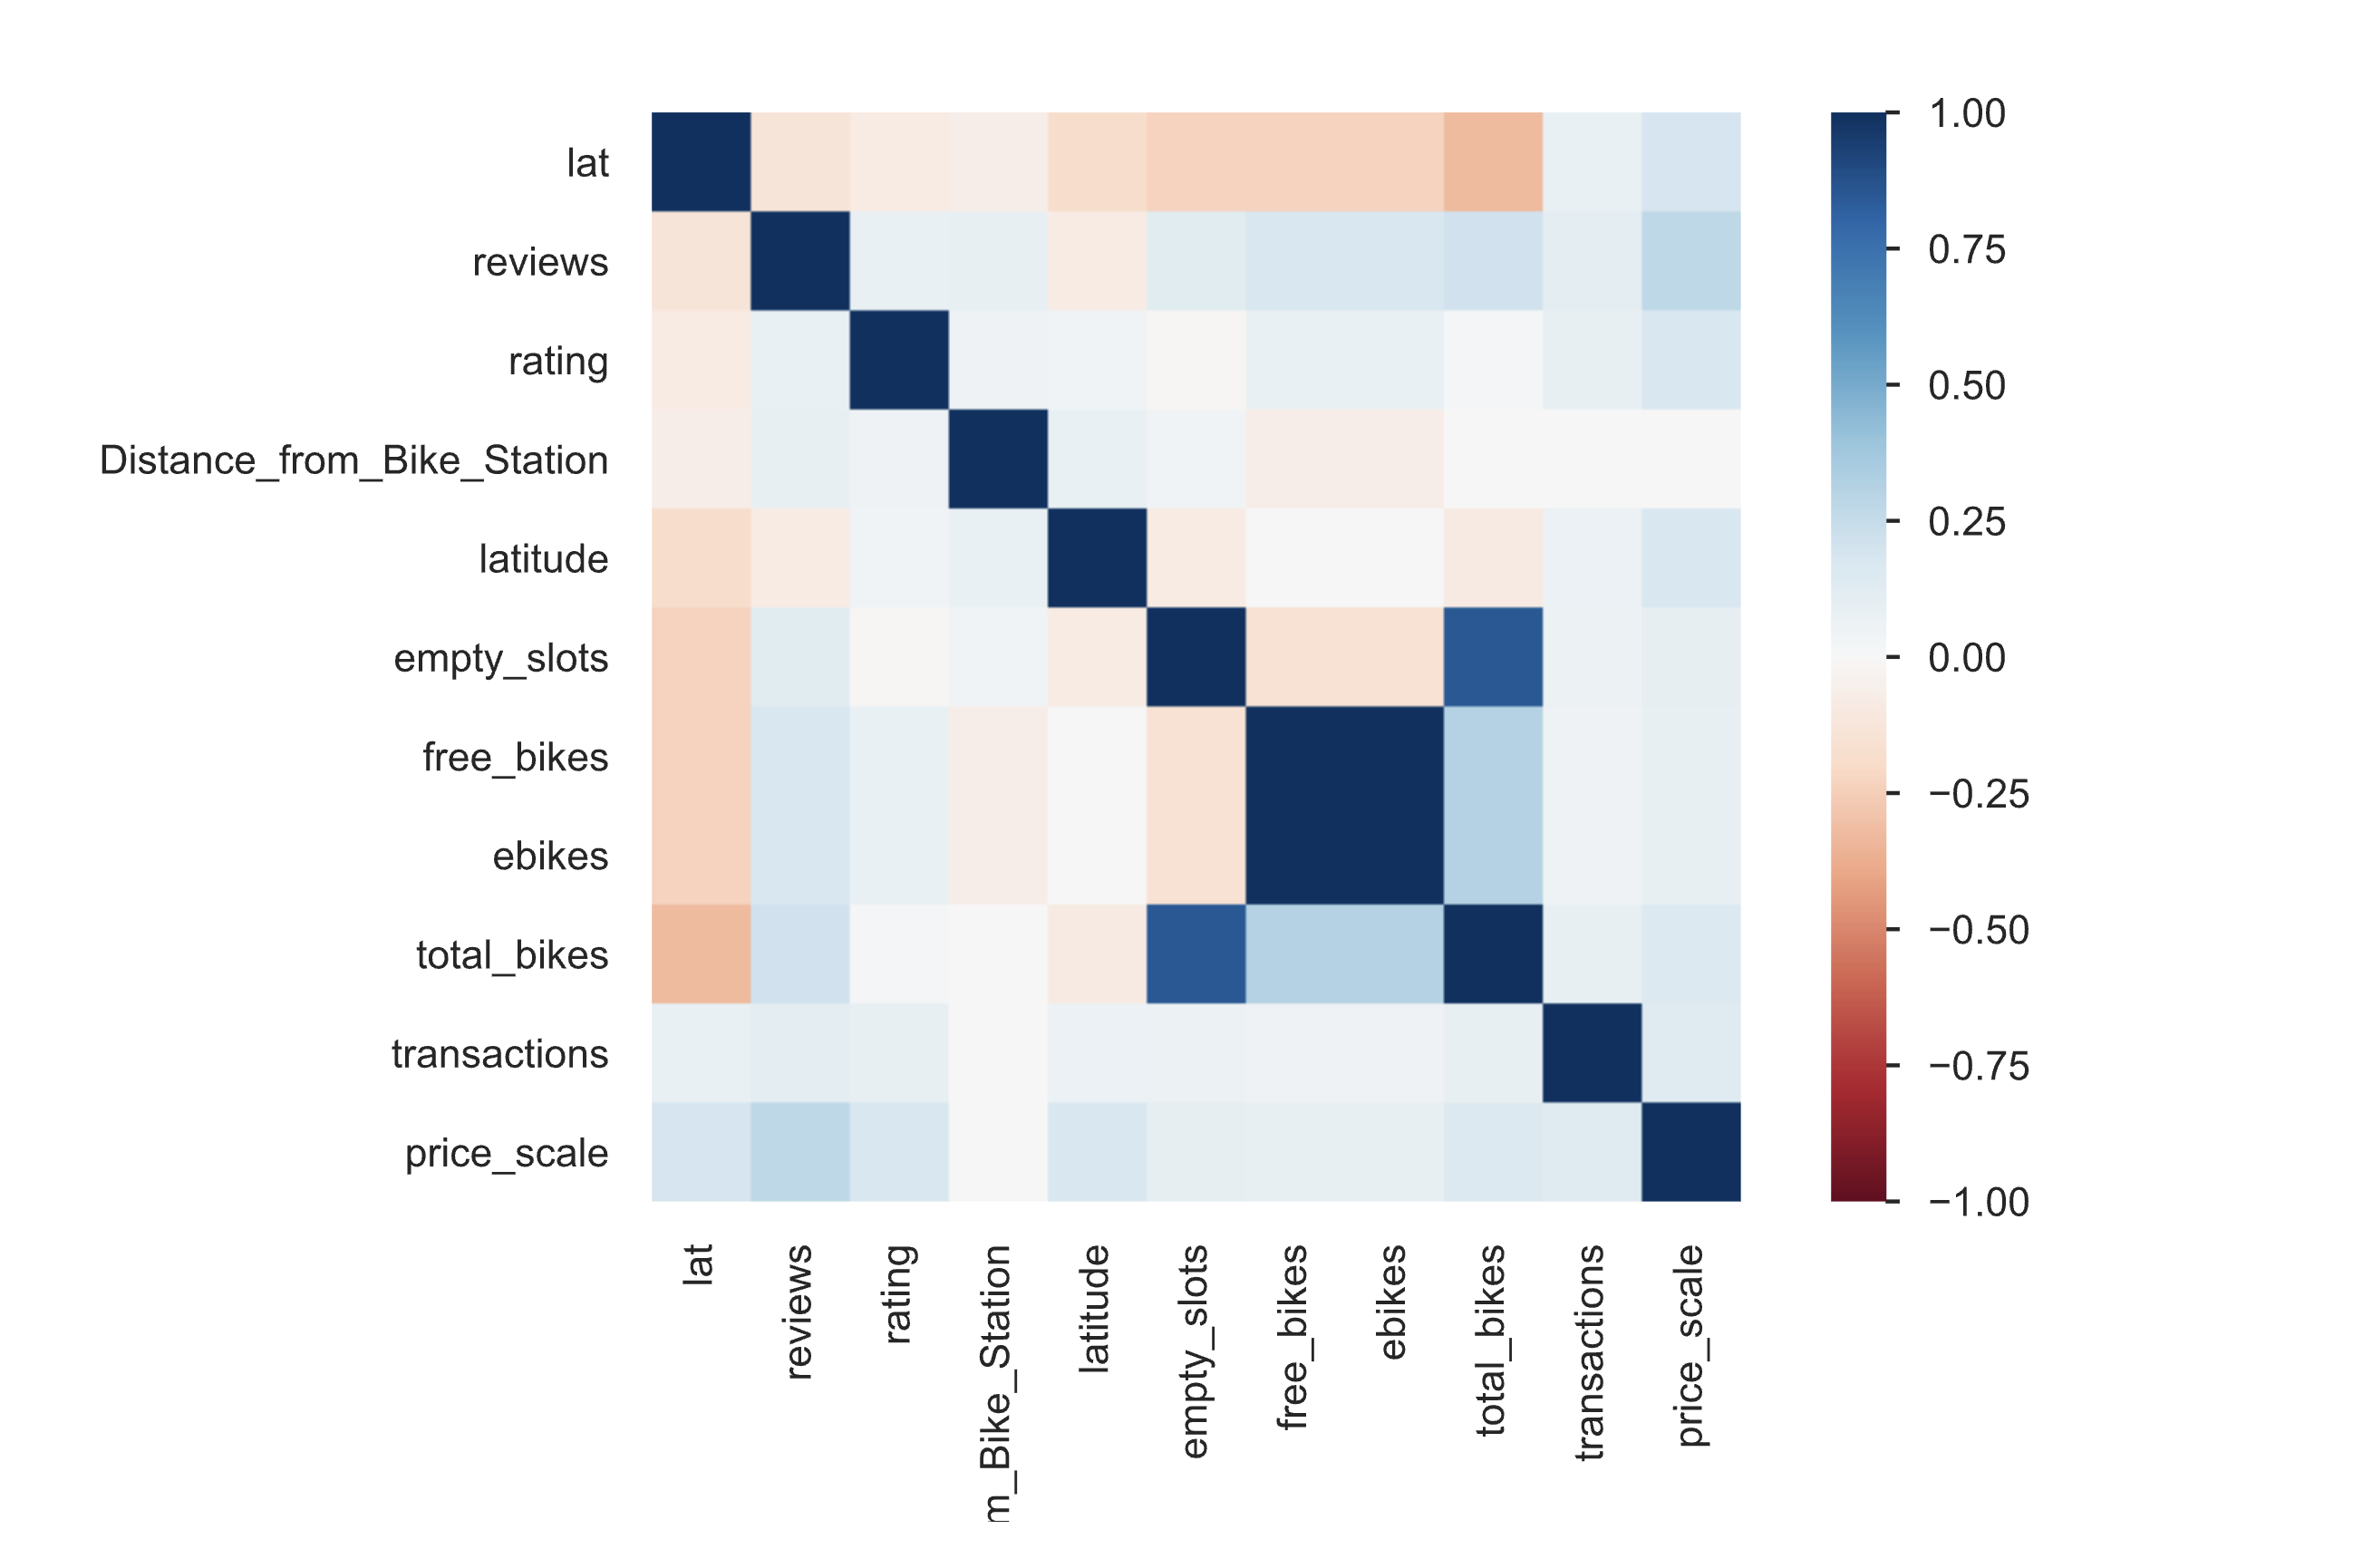 lat
reviews
rating
Distance_from_Bike_Station
latitude
empty_slots
free_bikes
ebikes
total_bikes
transactions
price_scale
1.00
0.75
0.50
0.25
0.00
−0.25
−0.50
−0.75
−1.00
lat
reviews
rating
m_Bike_Station
latitude
empty_slots
free_bikes
ebikes
total_bikes
transactions
price_scale